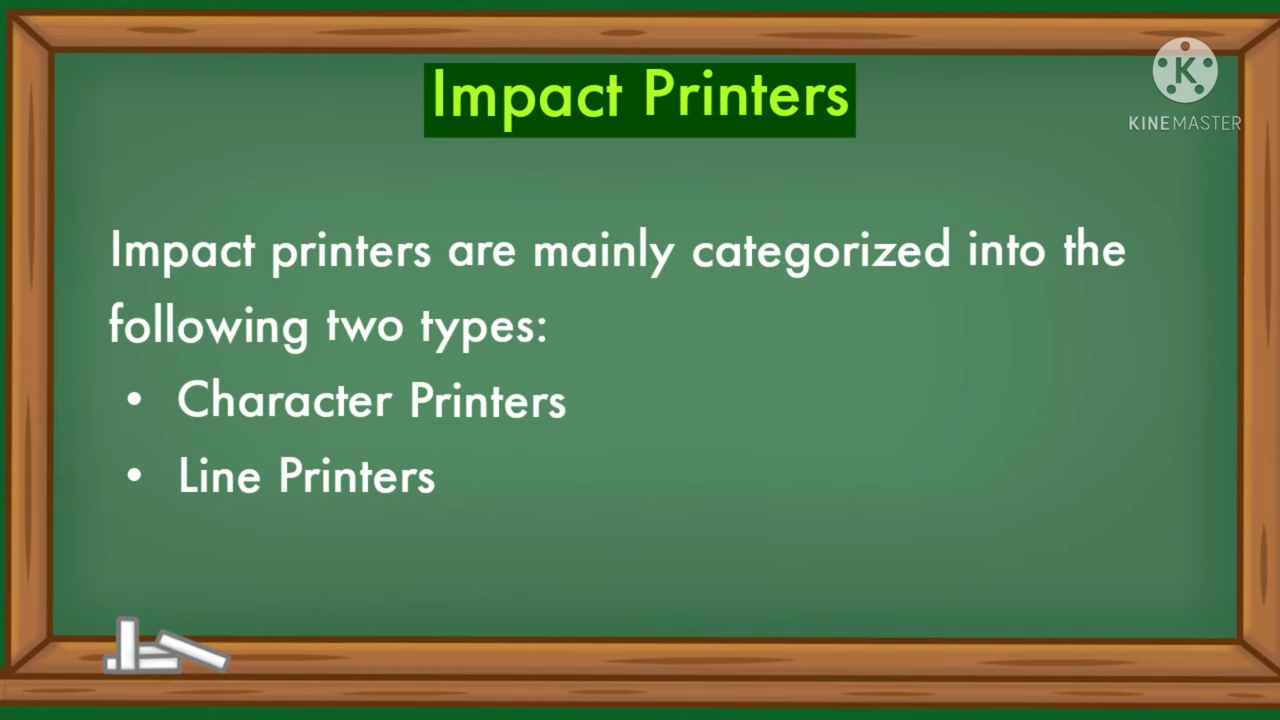 Impact Printers
K
KINEMASTER
Impact printers are mainly categorized into the
following two types:
• Character Printers
• Line Printers